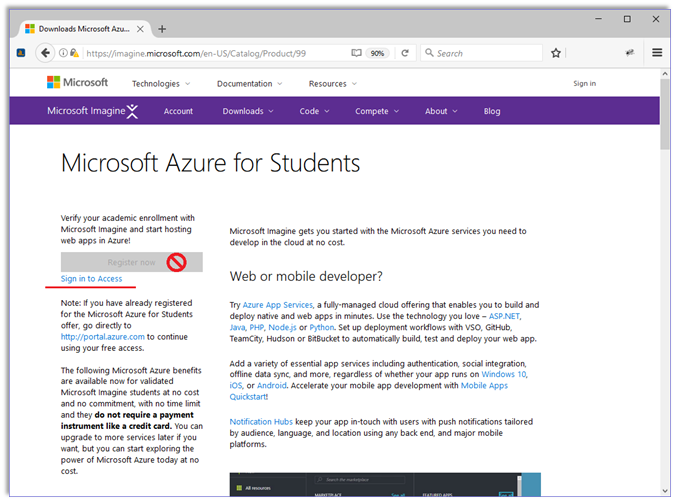 Downloads Microsoft Azur...
https://imagine.microsoft.com/en-US/Catalog/Product/99
90%
Search
Microsoft
Technologies
Documentation
Resources
Sign in
Microsoft Imagine
Account
Downloads
Code
Compete
About
Blog
Microsoft Azure for Students
Verify your academic enrollment with
Microsoft Imagine and start hosting
web apps in Azure!
Register now
Sign in to Access
Note: If you have already registered
for the Microsoft Azure for Students
offer, go directly to
http://portal.azure.com to continue
using your free access.
The following Microsoft Azure benefits
are available now for validated
Microsoft Imagine students at no cost
and no commitment, with no time limit
and they do not require a payment
instrument like a credit card. You can
upgrade to more services later if you
want, but you can start exploring the
power of Microsoft Azure today at no
cost.
Microsoft Imagine gets you started with the Microsoft Azure services you need to
develop in the cloud at no cost.
Web or mobile developer?
Try Azure App Services, a fully-managed cloud offering that enables you to build and
deploy native and web apps in minutes. Use the technology you love – ASP.NET,
Java, PHP, Node.js or Python. Set up deployment workflows with VSO, GitHub,
TeamCity, Hudson or BitBucket to automatically build, test and deploy your web app.
Add a variety of essential app services including authentication, social integration,
offline data sync, and more, regardless of whether your app runs on Windows 10,
iOS, or Android. Accelerate your mobile app development with Mobile Apps
Quickstart!
Notification Hubs keep your app in-touch with users with push notifications tailored
by audience, language, and location using any back end, and major mobile
platforms.
Search the marketplace
All resources
MARKETPLACE
See all
FEATURED APPS